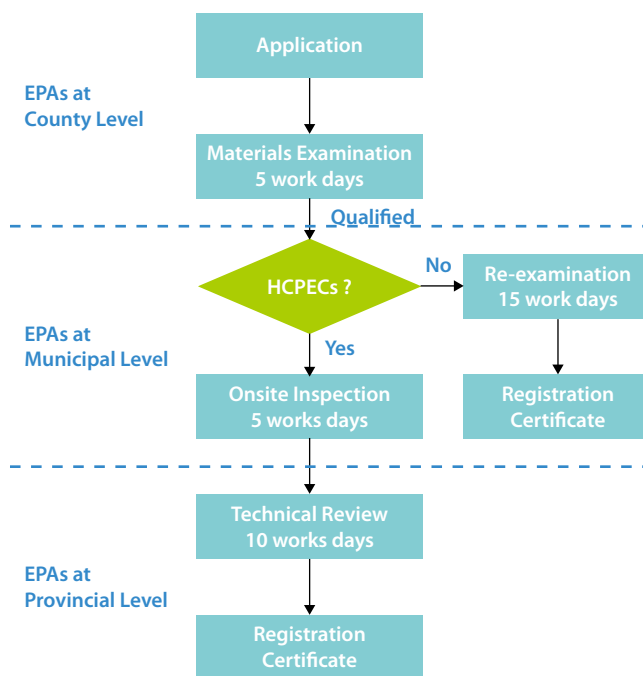 Application
EPAs at
County Level
Materials Examination
5 work days
Qualified
HCPECs ?
No
Re-examination
15 work days
EPAs at
Municipal Level
Yes
Onsite Inspection
5 works days
Registration
Certificate
Technical Review
10 works days
EPAs at
Provincial Level
Registration
Certificate